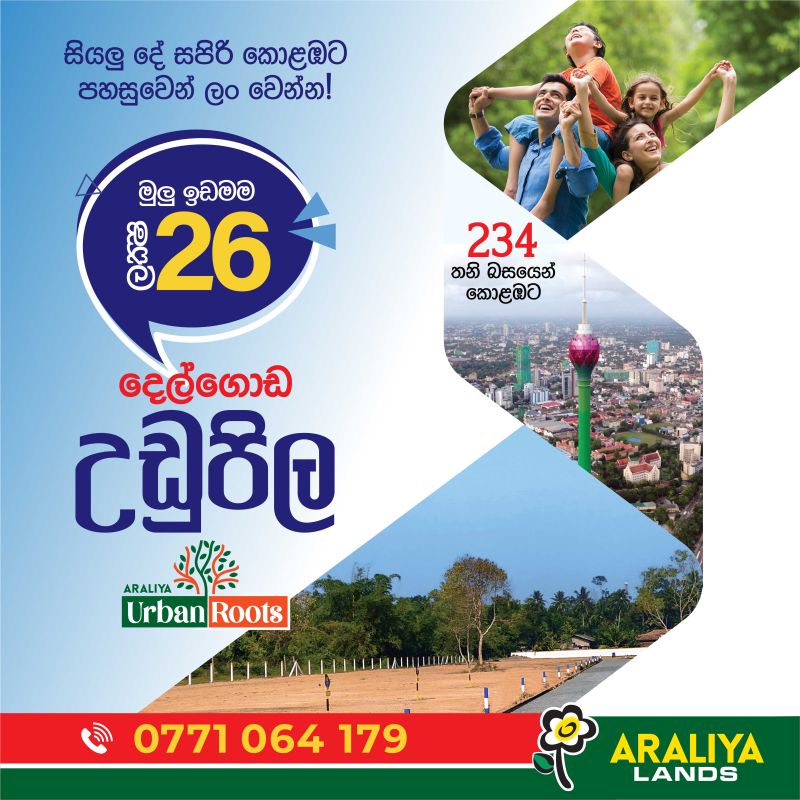 සියලු දේ සපිරි කොළඹට
පහසුවෙන් ලං වෙන්න!
මුලු ඉඩමම
ලක්ෂ 26
දෙල්ගොඩ
උඩුපිල
ARALIYA
Urban Roots
234
තනි බසයෙන්
කොළඹට
0771 064 179
ARALIYA
LANDS